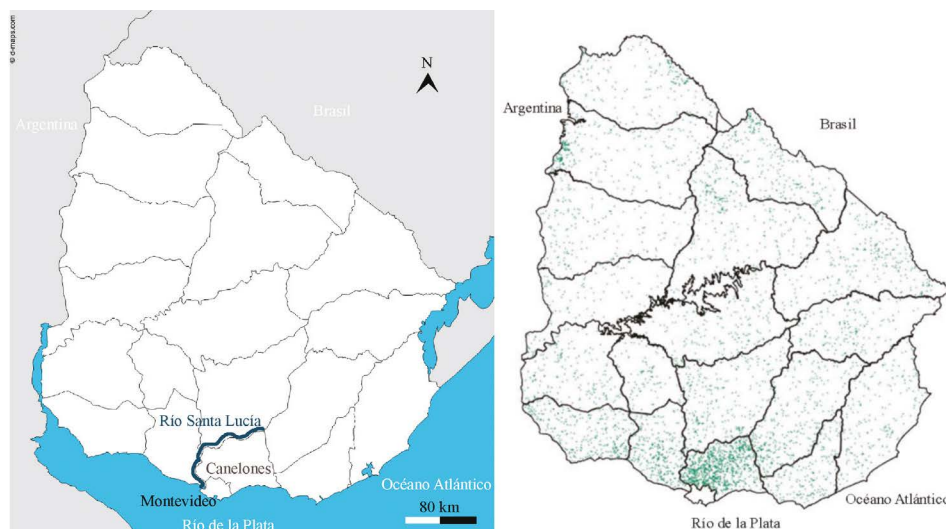 © d-maps.com
N
Argentina
Brasil
Río Santa Lucía
Canelones
Montevideo
Océano Atlántico
80 km
Río de la Plata
Argentina
Brasil
Océano Atlántico
Río de la Plata